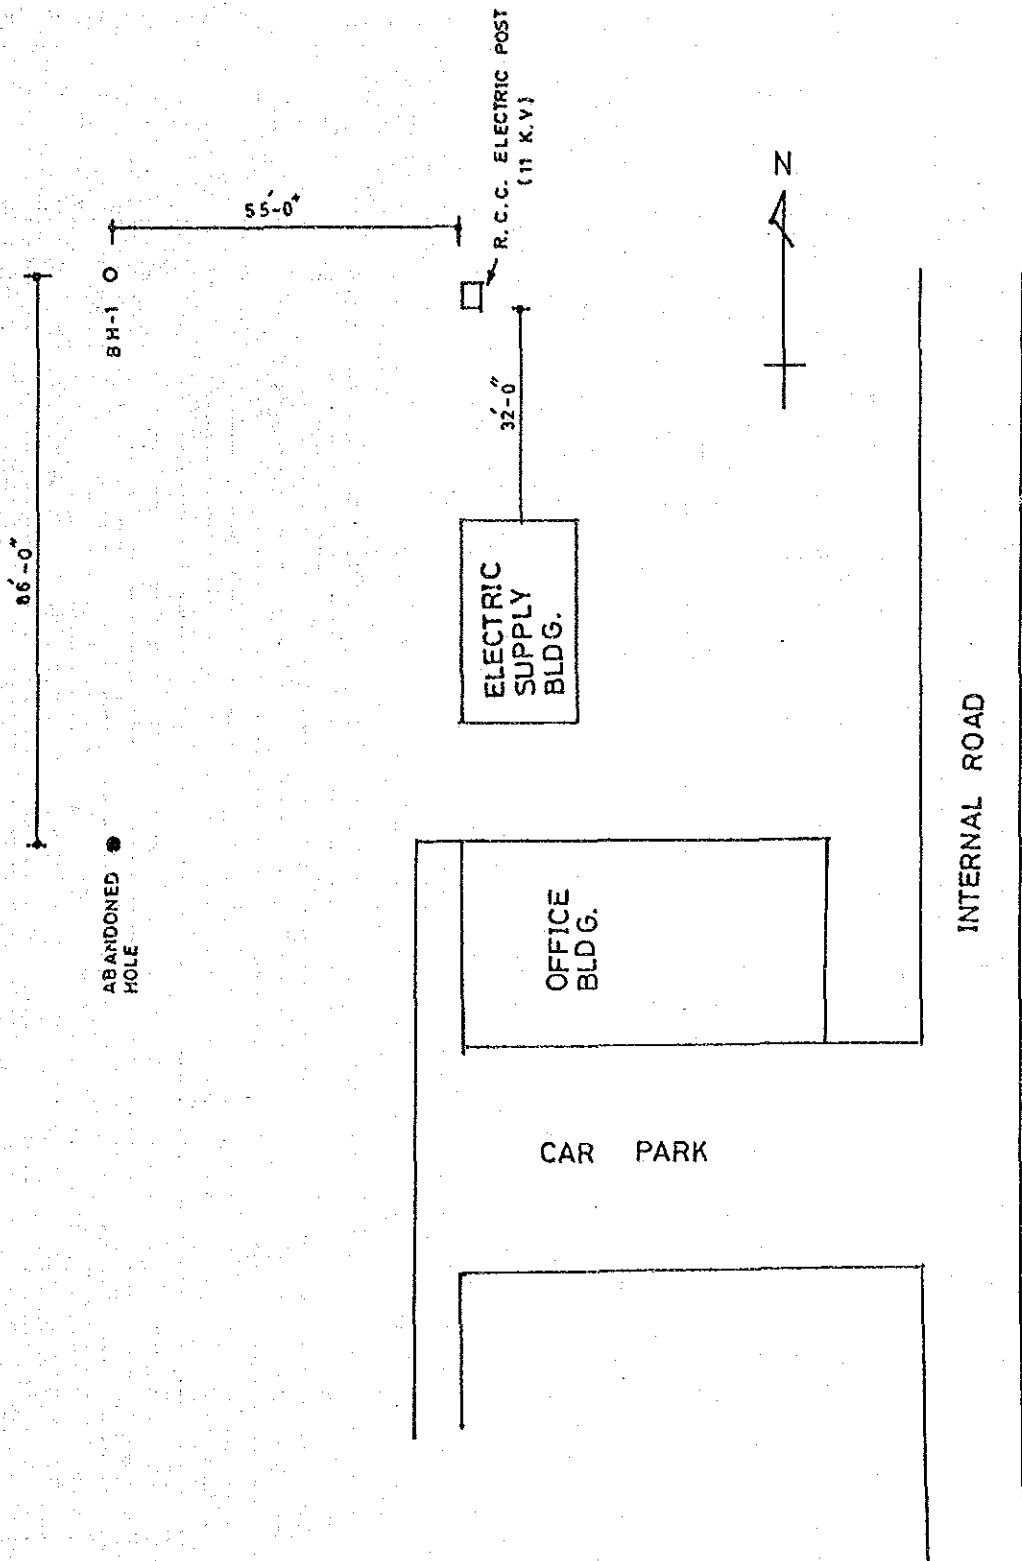 86'-0"
BH-1
55'-0"
R.C.C. ELECTRIC POST
(11 K.V)
32'-0"
N
ELECTRIC
SUPPLY
BLDG.
ABANDONED
HOLE
OFFICE
BLDG.
CAR PARK
INTERNAL ROAD